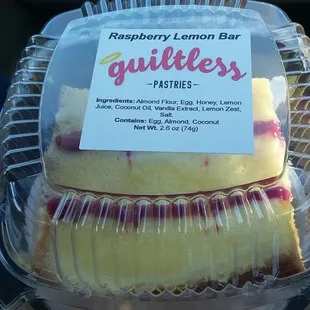 Raspberry Lemon Bar
guiltless
-PASTRIES-
Ingredients: Almond Flour, Egg, Honey, Lemon
Juice, Coconut Oil, Vanilla Extract, Lemon Zest,
Salt.
Contains: Egg, Almond, Coconut
Net Wt. 2.6 oz (74g)